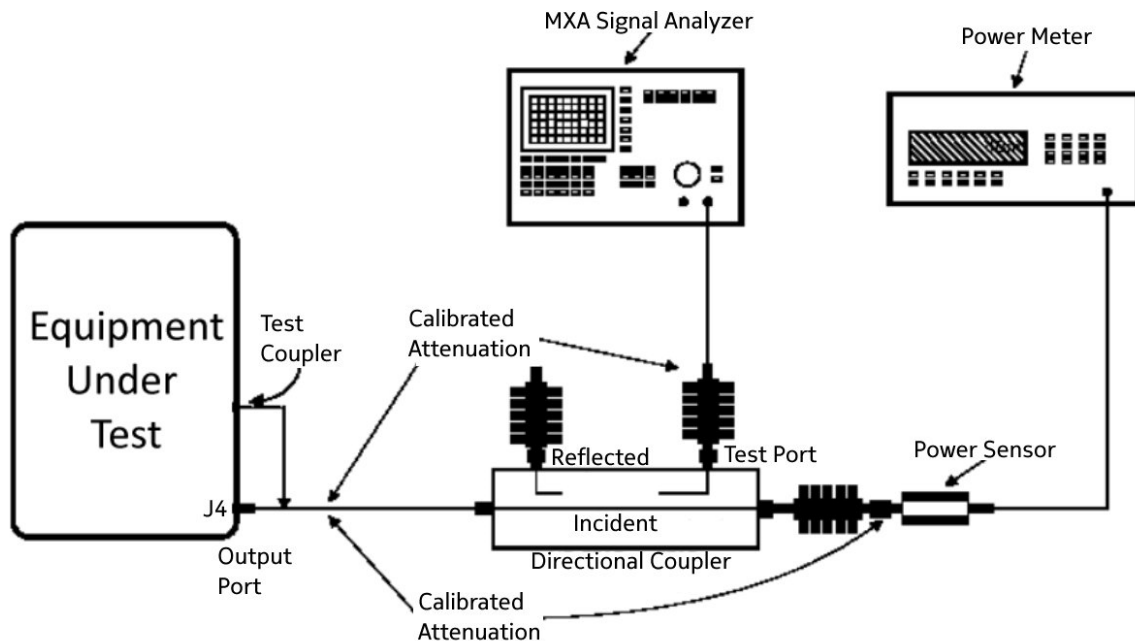 MXA Signal Analyzer
Power Meter
Equipment
Under
Test
Test
Coupler
Calibrated
Attenuation
Reflected
Test Port
Power Sensor
J4
Incident
Output
Port
Directional Coupler
Calibrated
Attenuation